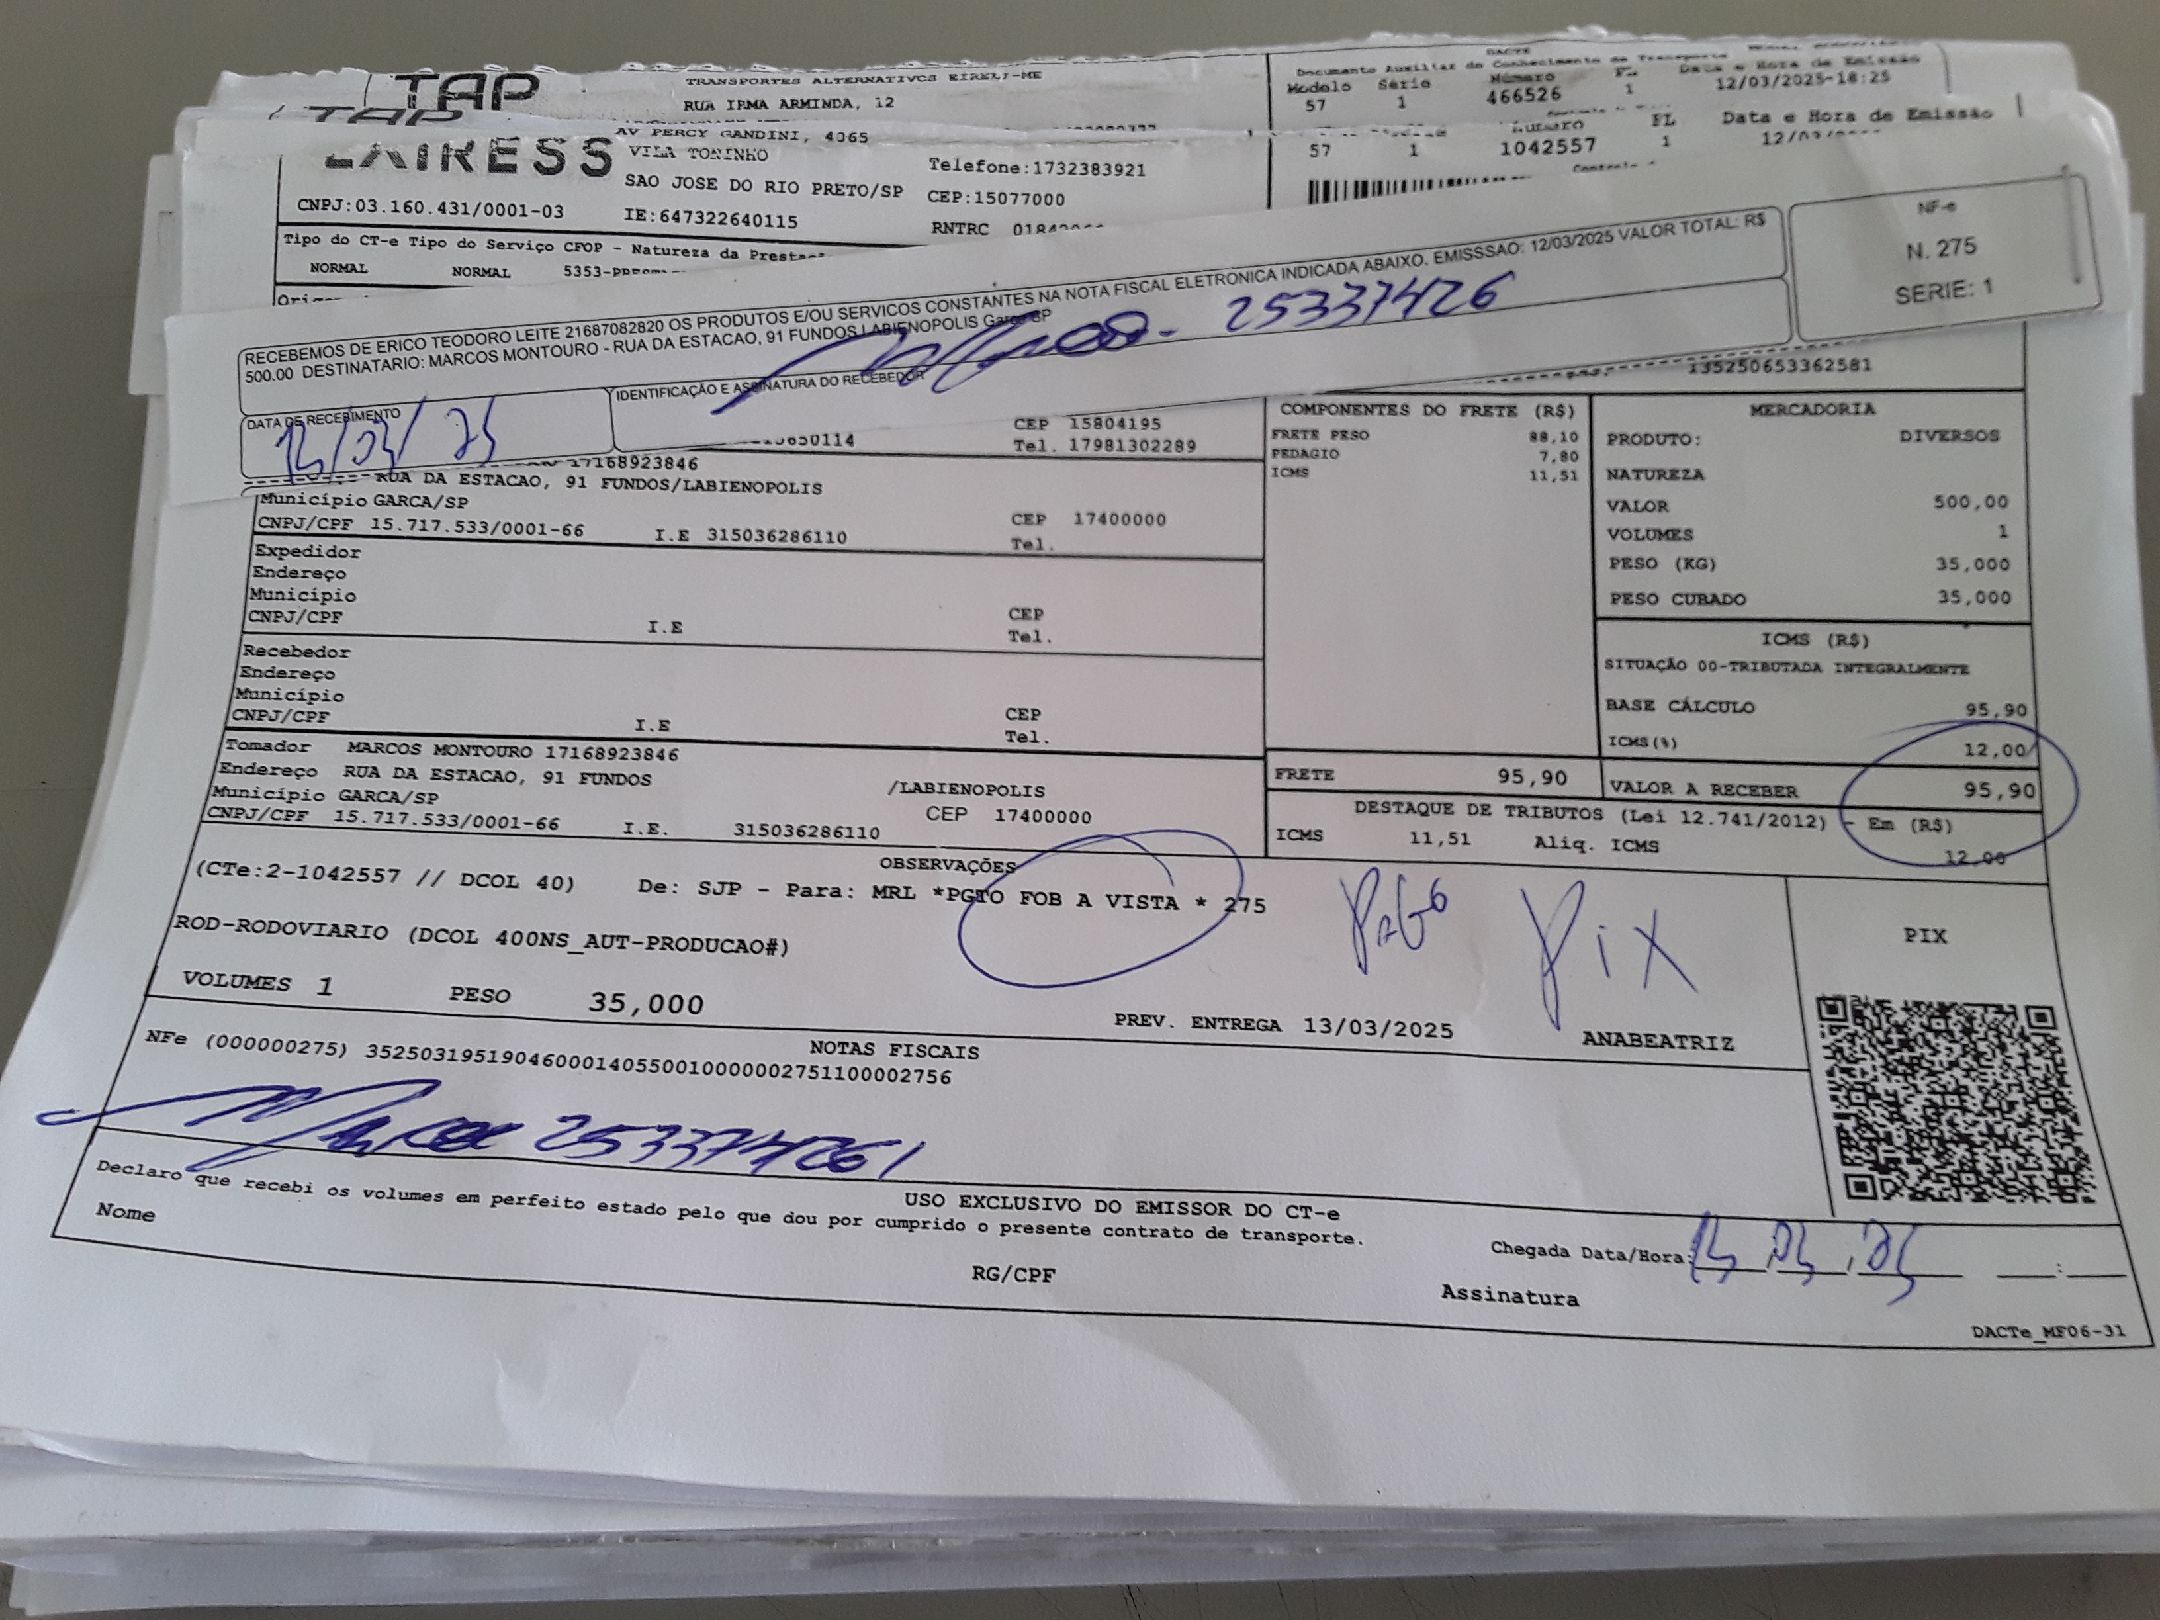 TAP
TRANSPORTES ALTERNATIVOS EIRELI-ME
RUA IRMA ARMINDA, 12
DACTE
Documento Auxiliar do Conhecimento de Transporte
Modelo Série Número FL Data e Hora de Emissão
57 1 466526 1 12/03/2025-18:25
TAP
AV PERCY GANDINI, 4065
VILA TONINHO
SAO JOSE DO RIO PRETO/SP
Telefone:1732383921
CEP:15077000
CNPJ:03.160.431/0001-03
IE:647322640115
RNTRC
Número FL Data e Hora de Emissão
57 1 1042557 1
Tipo do CT-e Tipo do Serviço CFOP - Natureza da
NORMAL NORMAL
RECEBEMOS DE ERICO TEODORO LEITE 21687082820 OS PRODUTOS E/OU SERVICOS CONSTANTES NA NOTA FISCAL ELETRONICA INDICADA ABAIXO. EMISSSAO: 12/03/2025 VALOR TOTAL: R$
500.00 DESTINATARIO: MARCOS MONTOURO - RUA DA ESTACAO, 91 FUNDOS LABIENOPOLIS Garca SP
DATA DE RECEBIMENTO
IDENTIFICAÇÃO E ASSINATURA DO RECEBEDOR
25337426
NF-e
N. 275
SERIE: 1
135250653362581
CEP 15804195
Tel. 17981302289
17168923846
RUA DA ESTACAO, 91 FUNDOS/LABIENOPOLIS
Município GARCA/SP
CNPJ/CPF 15.717.533/0001-66 I.E 315036286110
CEP 17400000
Tel.
Expedidor
Endereço
Município
CNPJ/CPF I.E
CEP
Tel.
Recebedor
Endereço
Município
CNPJ/CPF I.E
CEP
Tel.
Tomador MARCOS MONTOURO 17168923846
Endereço RUA DA ESTACAO, 91 FUNDOS /LABIENOPOLIS
Município GARCA/SP CEP 17400000
CNPJ/CPF 15.717.533/0001-66 I.E. 315036286110
COMPONENTES DO FRETE (R$)
FRETE PESO 88,10
PEDAGIO 7,80
ICMS 11,51
MERCADORIA
PRODUTO: DIVERSOS
NATUREZA
VALOR 500,00
VOLUMES 1
PESO (KG) 35,000
PESO CUBADO 35,000
ICMS (R$)
SITUAÇÃO 00-TRIBUTADA INTEGRALMENTE
BASE CÁLCULO 95,90
ICMS(%) 12,00
FRETE 95,90
VALOR A RECEBER 95,90
DESTAQUE DE TRIBUTOS (Lei 12.741/2012) - Em (R$)
ICMS 11,51 Aliq. ICMS 12,00
OBSERVAÇÕES
(CTe:2-1042557 // DCOL 40) De: SJP - Para: MRL *PGTO FOB A VISTA * 275
ROD-RODOVIARIO (DCOL 400NS_AUT-PRODUCAO#)
PAGO PIX
PIX
VOLUMES 1 PESO 35,000
PREV. ENTREGA 13/03/2025
ANABEATRIZ
NOTAS FISCAIS
NFe (000000275) 35250319519046000140550010000002751100002756
USO EXCLUSIVO DO EMISSOR DO CT-e
Declaro que recebi os volumes em perfeito estado pelo que dou por cumprido o presente contrato de transporte.
Nome
RG/CPF
Chegada Data/Hora:
Assinatura
DACTe_MF06-31